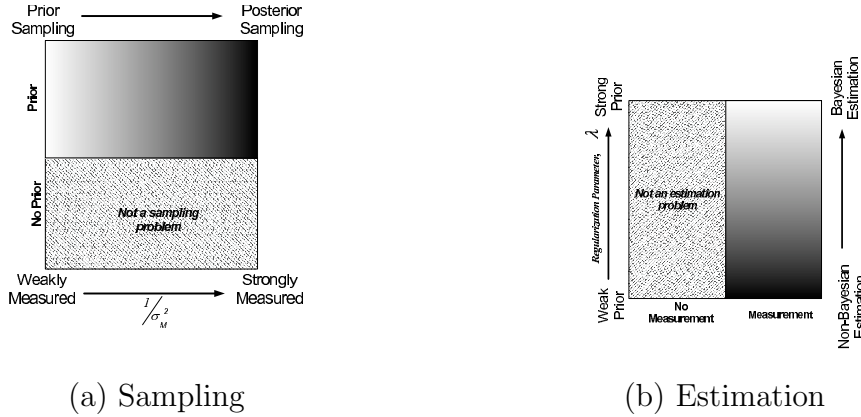 Prior
Sampling
Posterior
Sampling
Prior
No Prior
Not a sampling
problem
Weakly
Measured
Strongly
Measured
1/σ_M^2
(a) Sampling
Strong
Prior
Regularization Parameter, λ
Weak
Prior
Not an estimation
problem
No
Measurement
Measurement
Bayesian
Estimation
Non-Bayesian
Estimation
(b) Estimation